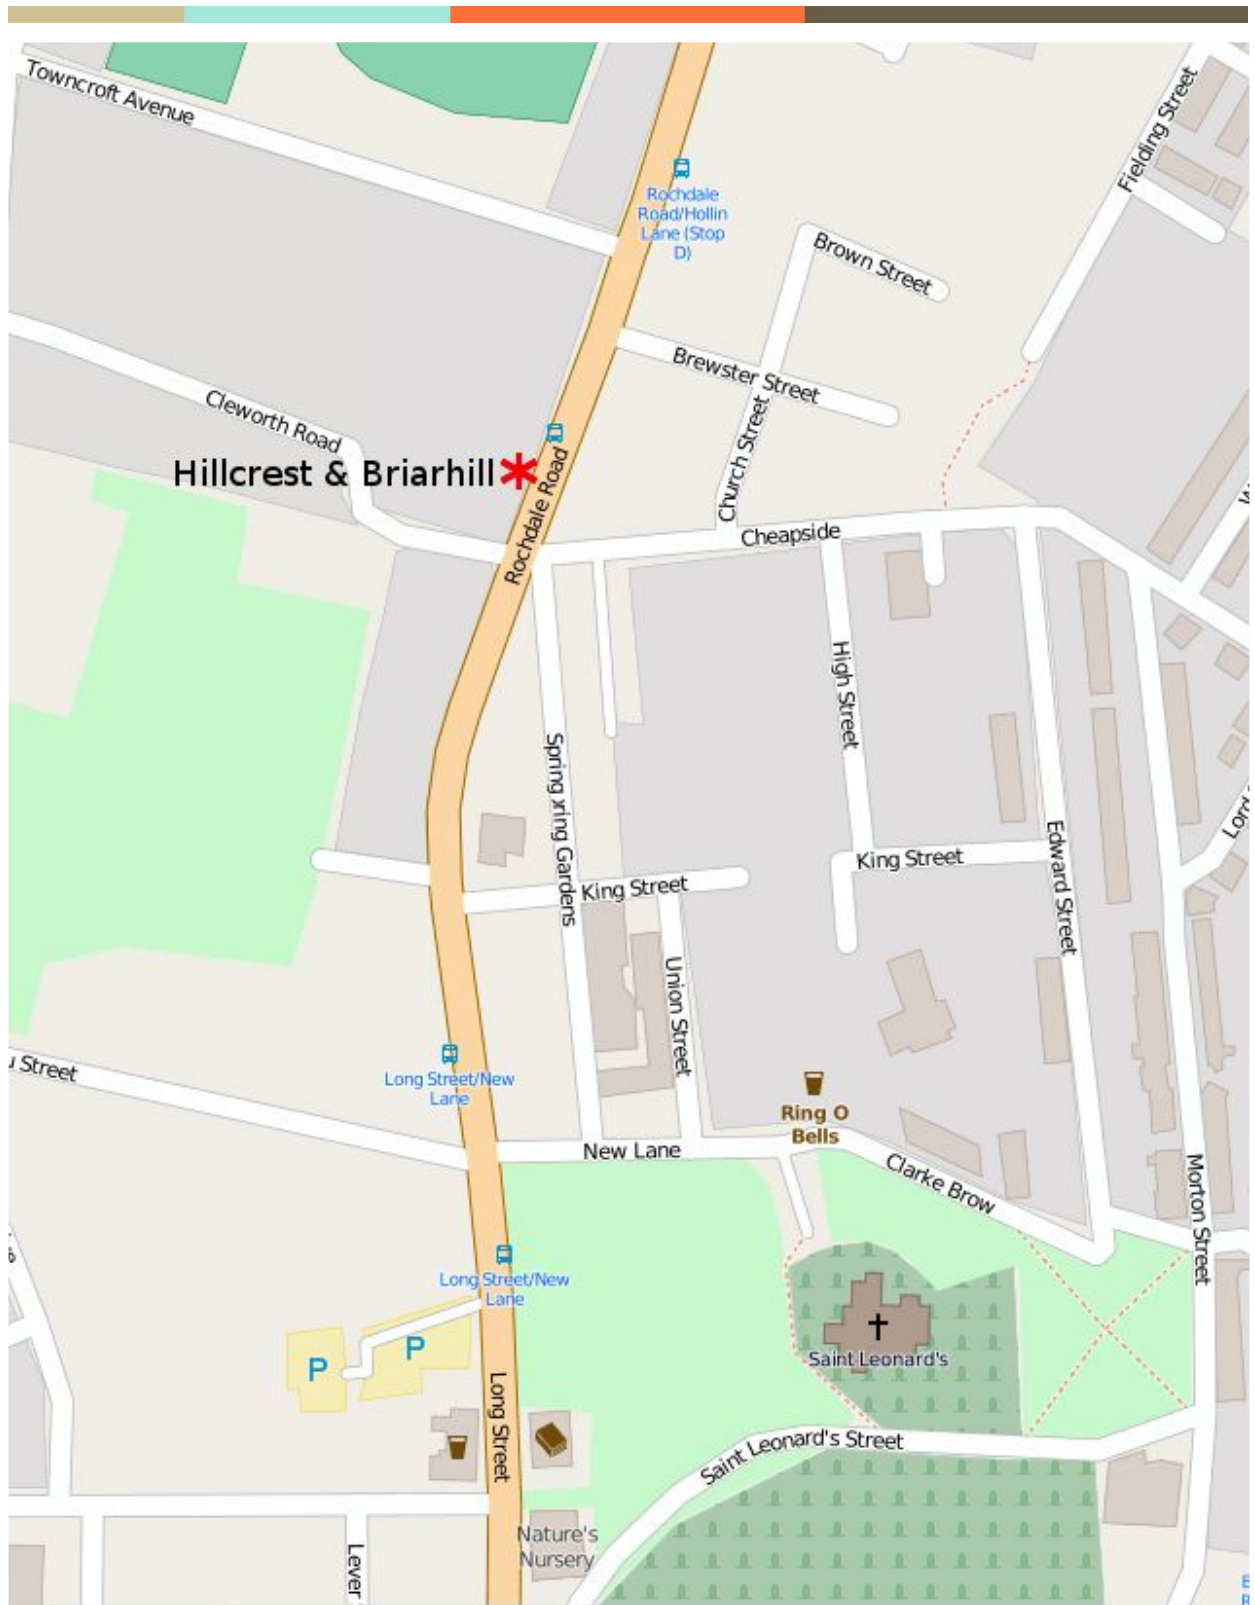 Towncroft Avenue
Fielding Street
Rochdale
Road/Hollin
Lane (Stop
D)
Brown Street
Brewster Street
Cleworth Road
Church Street
Hillcrest & Briarhill
Rochdale Road
Cheapside
High Street
Spring
ring Gardens
Edward Street
King Street
King Street
Union Street
Long Street/New
Lane
Street
Ring O
Bells
New Lane
Clarke Brow
Morton Street
Long Street/New
Lane
P
P
Saint Leonard's
Long Street
Saint Leonard's Street
Nature's
Nursery
Lever
Lord